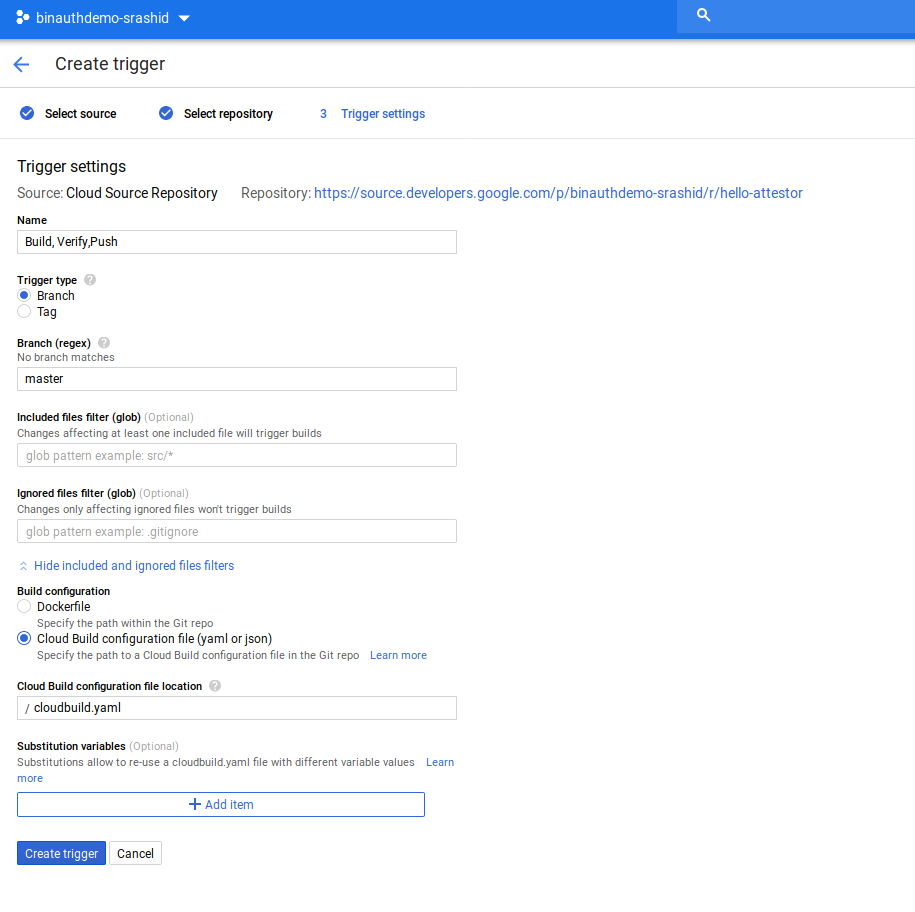 binauthdemo-srashid
Create trigger
Select source Select repository 3 Trigger settings
Trigger settings
Source: Cloud Source Repository Repository: https://source.developers.google.com/p/binauthdemo-srashid/r/hello-attestor
Name
Build, Verify,Push
Trigger type ?
Branch
Tag
Branch (regex) ?
No branch matches
master
Included files filter (glob) (Optional)
Changes affecting at least one included file will trigger builds
glob pattern example: src/*
Ignored files filter (glob) (Optional)
Changes only affecting ignored files won't trigger builds
glob pattern example: .gitignore
Hide included and ignored files filters
Build configuration
Dockerfile
Specify the path within the Git repo
Cloud Build configuration file (yaml or json)
Specify the path to a Cloud Build configuration file in the Git repo Learn more
Cloud Build configuration file location ?
/ cloudbuild.yaml
Substitution variables (Optional)
Substitutions allow to re-use a cloudbuild.yaml file with different variable values Learn
more
+ Add item
Create trigger Cancel